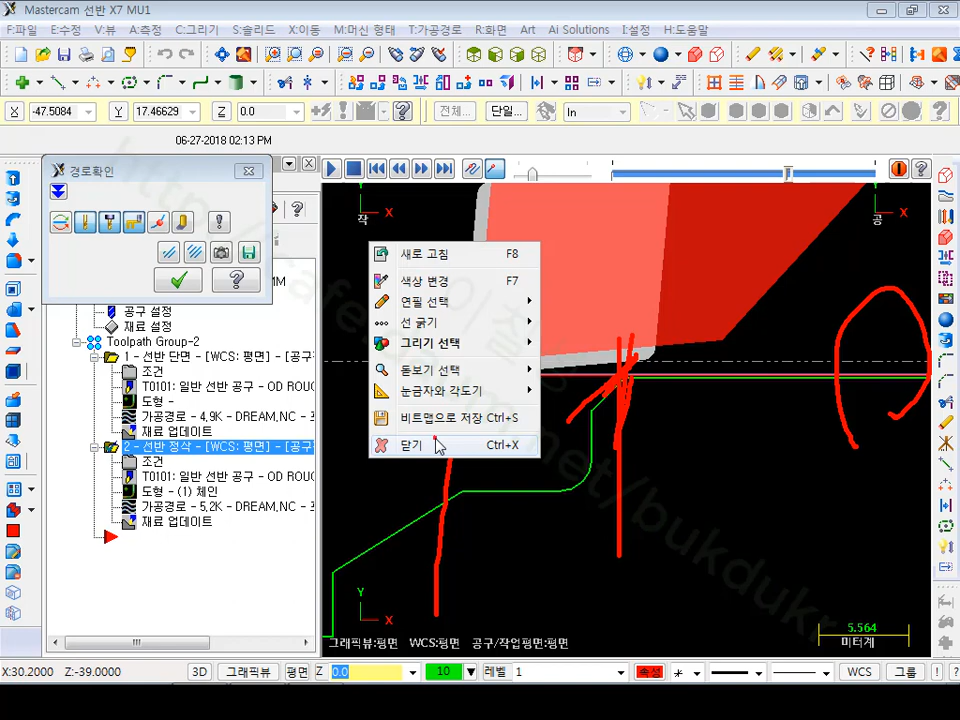 Mastercam 선반 X7 MU1
F:파일 E:수정 V:뷰 A:측정 C:그리기 S:솔리드 X:이동 M:머신 형태 T:가공경로 R:화면 Art Ai Solutions I:설정 H:도움말
X -47.5084 Y 17.46629 Z 0.0 전체... 단일... In
06-27-2018 02:13 PM
경로확인
MM
공구 설정
재료 설정
Toolpath Group-2
1 - 선반 단면 - [WCS: 평면] - [공구
조건
T0101: 일반 선반 공구 - OD ROUG
도형 -
가공경로 - 4,9K - DREAM,NC - 프
재료 업데이트
2 - 선반 정삭 - [WCS: 평면] - [공구
조건
T0101: 일반 선반 공구 - OD ROUG
도형 - (1) 체인
가공경로 - 5,2K - DREAM,NC - 프
재료 업데이트
X
작
X
공
새로 고침 F8
색상 변경 F7
연필 선택
선 굵기
그리기 선택
돋보기 선택
눈금자와 각도기
비트맵으로 저장 Ctrl+S
닫기 Ctrl+X
Y
X
5.564
미터계
그래픽뷰:평면 WCS:평면 공구/작업평면:평면
X:30.2000 Z:-39.0000 3D 그래픽뷰 평면 Z 0.0 10 레벨 1 속성 WCS 그룹 ! ?